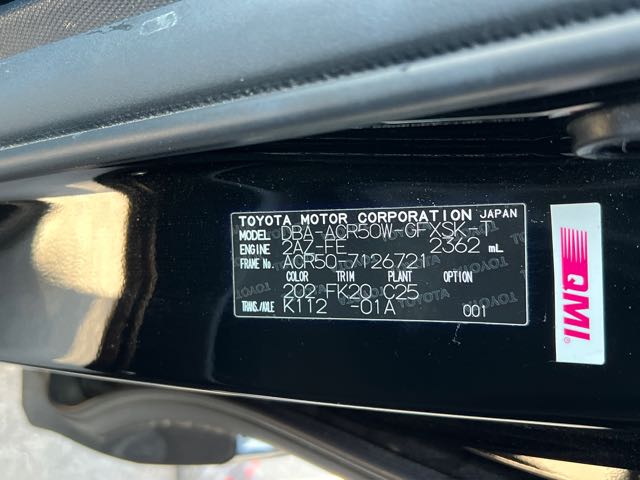 TOYOTA MOTOR CORPORATION JAPAN
MODEL DBA-ACR50W-GFXSK-T
ENGINE 2AZ-FE 2362 mL
FRAME No. ACR50-7126721
COLOR TRIM PLANT OPTION
202 FK20 C25
TRANS./AXLE K112 -01A 001
QMI®